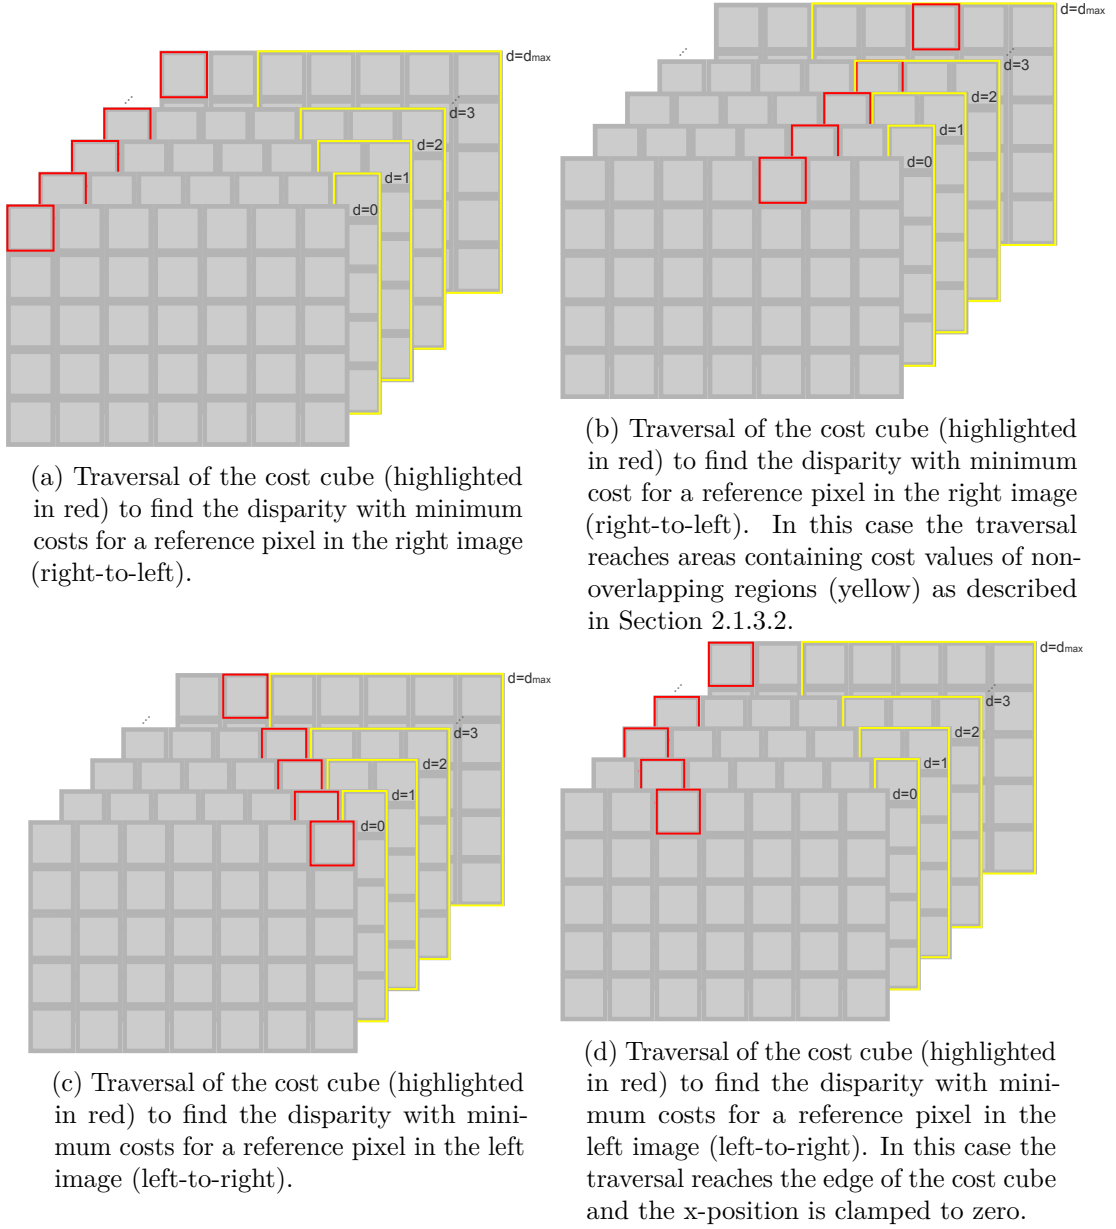 d=dmax
d=3
d=2
d=1
d=0
(a) Traversal of the cost cube (highlighted
in red) to find the disparity with minimum
costs for a reference pixel in the right image
(right-to-left).
d=dmax
d=3
d=2
d=1
d=0
(b) Traversal of the cost cube (highlighted
in red) to find the disparity with minimum
cost for a reference pixel in the right image
(right-to-left). In this case the traversal
reaches areas containing cost values of non-
overlapping regions (yellow) as described
in Section 2.1.3.2.
d=dmax
d=3
d=2
d=1
d=0
(c) Traversal of the cost cube (highlighted
in red) to find the disparity with mini-
mum costs for a reference pixel in the left
image (left-to-right).
d=dmax
d=3
d=2
d=1
d=0
(d) Traversal of the cost cube (highlighted
in red) to find the disparity with mini-
mum costs for a reference pixel in the
left image (left-to-right). In this case the
traversal reaches the edge of the cost cube
and the x-position is clamped to zero.